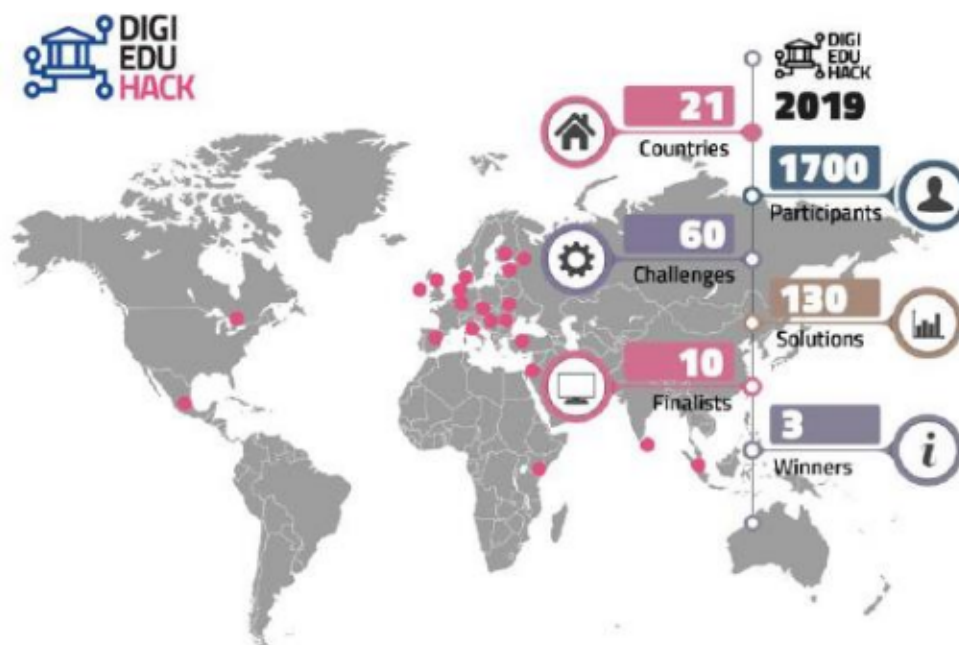 DIGI
EDU
HACK
DIGI
EDU
HACK
2019
21
Countries
1700
Participants
60
Challenges
130
Solutions
10
Finalists
3
Winners
i